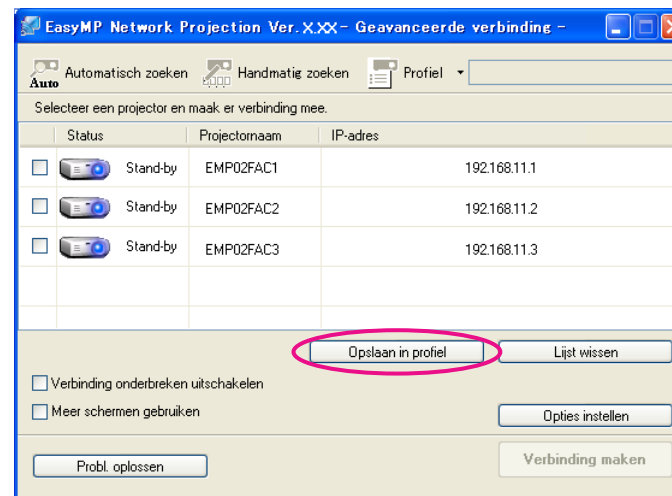 EasyMP Network Projection Ver. X.XX – Geavanceerde verbinding –
Auto Automatisch zoeken Handmatig zoeken Profiel
Selecteer een projector en maak er verbinding mee.
Status Projectornaam IP-adres
Stand-by EMP02FAC1 192.168.11.1
Stand-by EMP02FAC2 192.168.11.2
Stand-by EMP02FAC3 192.168.11.3
Opslaan in profiel Lijst wissen
Verbinding onderbreken uitschakelen
Meer schermen gebruiken
Opties instellen
Probl. oplossen Verbinding maken